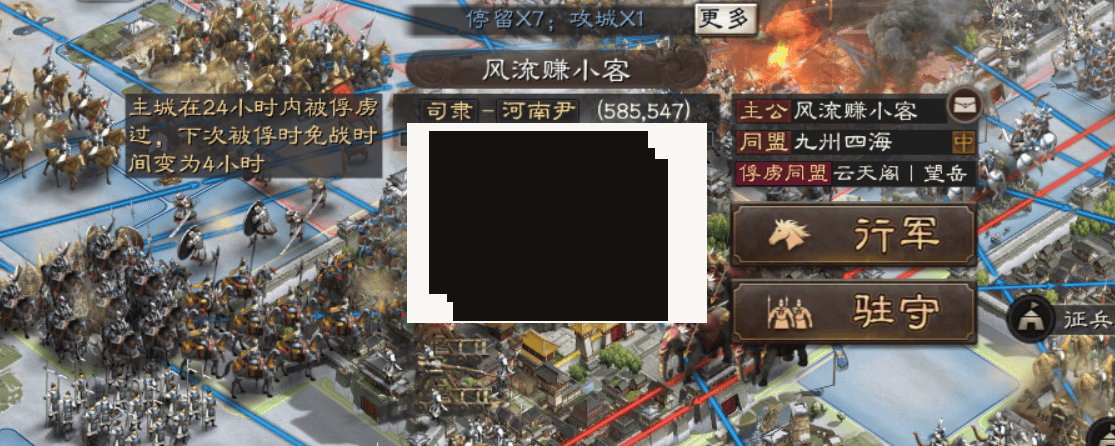 停留X7；攻城X1
更多
风流赚小客
主城在24小时内被俘虏
过，下次被俘时免战时
间变为4小时
司隶-河南尹 (585,547)
主公 风流赚小客
同盟 九州四海 中
俘虏同盟 云天阁丨望岳
行军
驻守
征兵